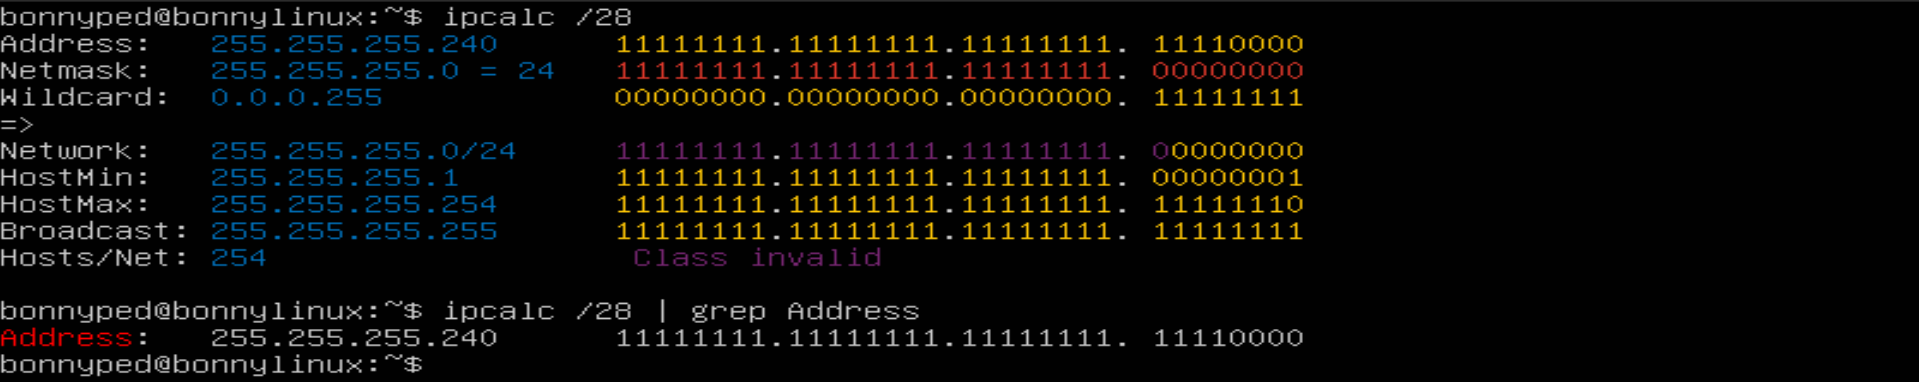 bonnyped@bonnylinux:~$ ipcalc /28
Address:   255.255.255.240       11111111.11111111.11111111. 11110000
Netmask:   255.255.255.0 = 24    11111111.11111111.11111111. 00000000
Wildcard:  0.0.0.255             00000000.00000000.00000000. 11111111
=>
Network:   255.255.255.0/24      11111111.11111111.11111111. 00000000
HostMin:   255.255.255.1         11111111.11111111.11111111. 00000001
HostMax:   255.255.255.254       11111111.11111111.11111111. 11111110
Broadcast: 255.255.255.255       11111111.11111111.11111111. 11111111
Hosts/Net: 254                    Class invalid
bonnyped@bonnylinux:~$ ipcalc /28 | grep Address
Address:   255.255.255.240       11111111.11111111.11111111. 11110000
bonnyped@bonnylinux:~$